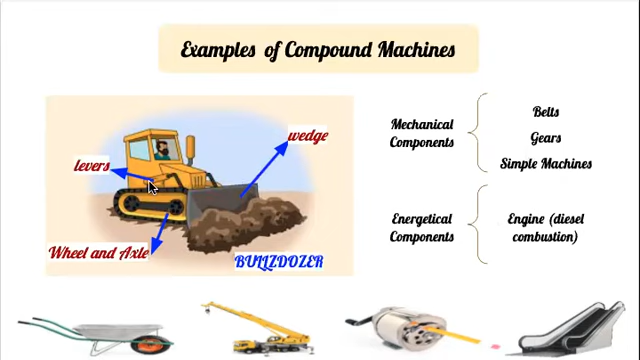 Examples of Compound Machines
levers
wedge
Wheel and Axle
BULLZDOZER
Mechanical
Components
Belts
Gears
Simple Machines
Energetical
Components
Engine (diesel
combustion)